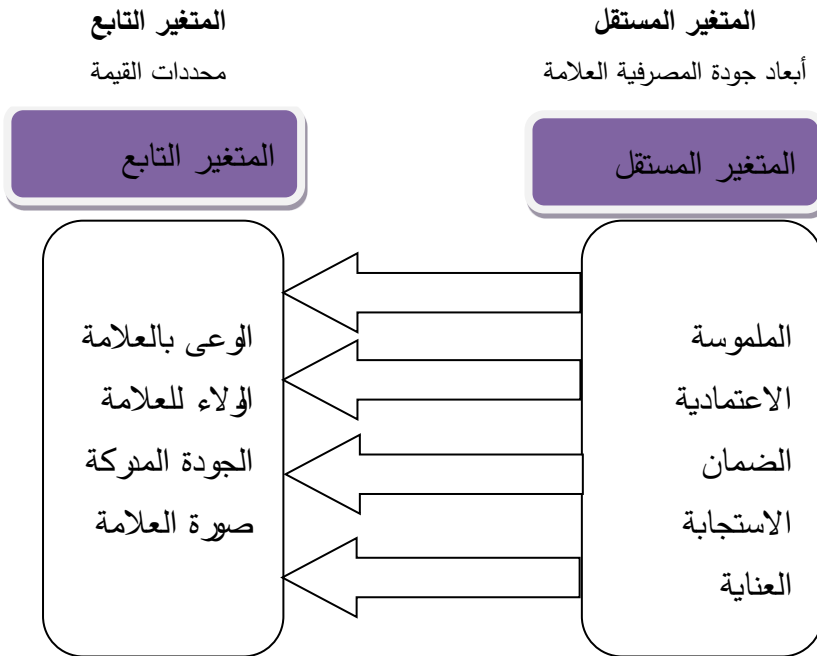 المتغير المستقل
أبعاد جودة المصرفية العلامة
المتغير المستقل
الملموسة
الاعتمادية
الضمان
الاستجابة
العناية
المتغير التابع
محددات القيمة
المتغير التابع
الوعى بالعلامة
الولاء للعلامة
الجودة المدركة
صورة العلامة